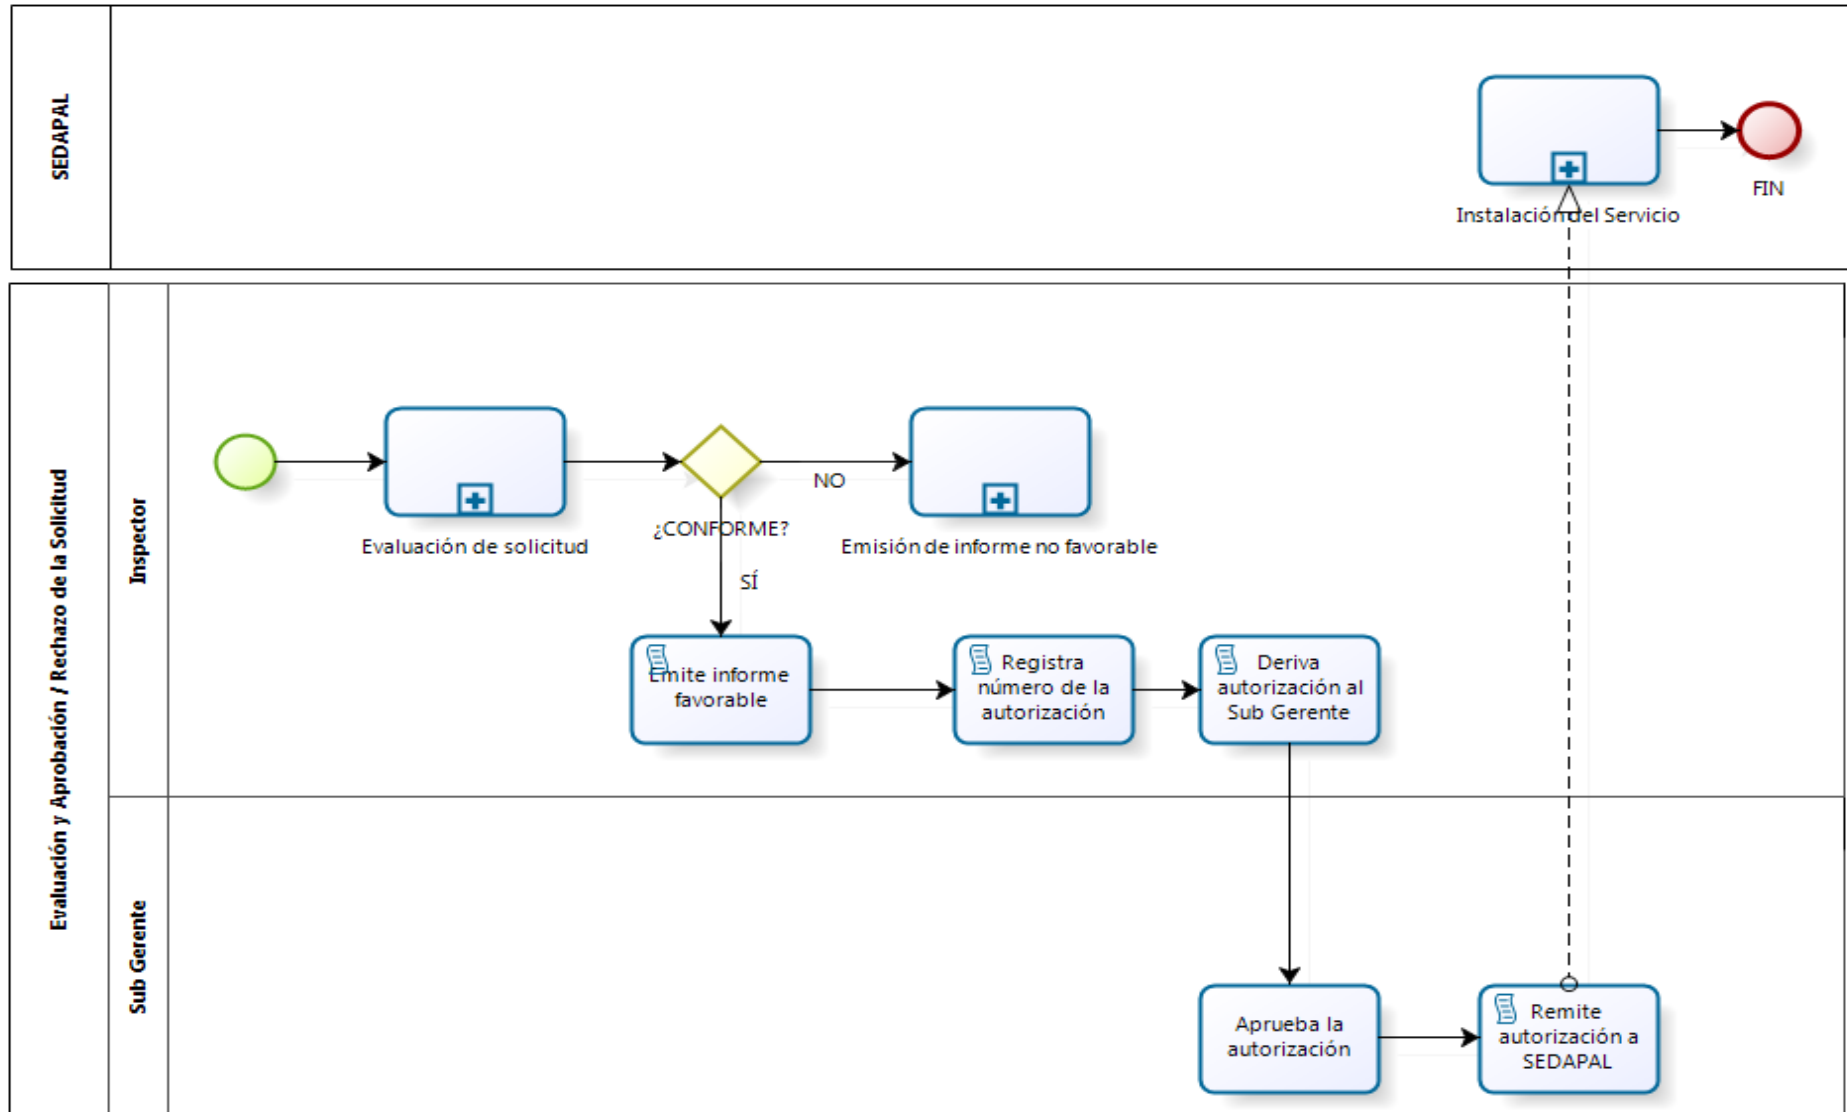 SEDAPAL
Instalación del Servicio
FIN
Evaluación y Aprobación / Rechazo de la Solicitud
Inspector
Evaluación de solicitud
¿CONFORME?
NO
Emisión de informe no favorable
SÍ
Emite informe
favorable
Registra
número de la
autorización
Deriva
autorización al
Sub Gerente
Sub Gerente
Aprueba la
autorización
Remite
autorización a
SEDAPAL